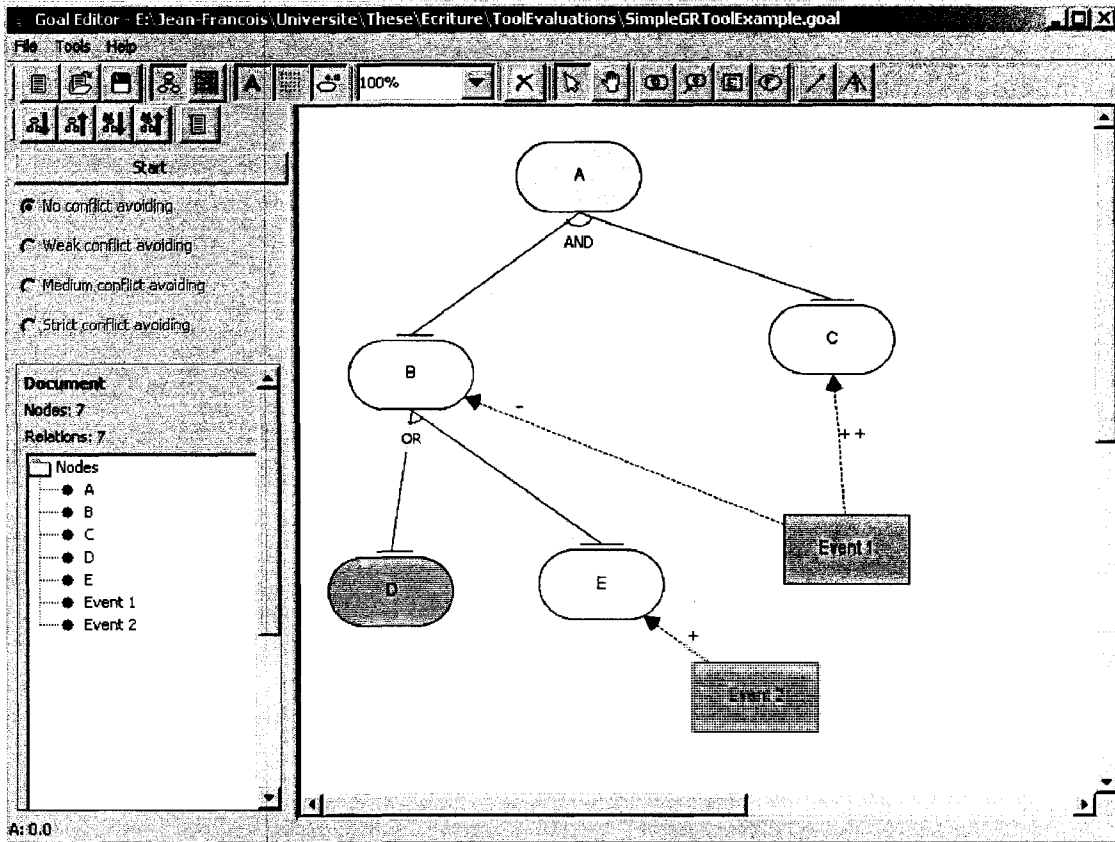 Goal Editor - E:\Jean-Francois\Universite\These\Ecriture\ToolEvaluations\SimpleGRToolExample.goal
File Tools Help
100%
Start
No conflict avoiding
Weak conflict avoiding
Medium conflict avoiding
Strict conflict avoiding
Document
Nodes: 7
Relations: 7
Nodes
A
B
C
D
E
Event 1
Event 2
A: 0.0
A
AND
C
B
-
++
OR
Event 1
D
E
+
Event 2